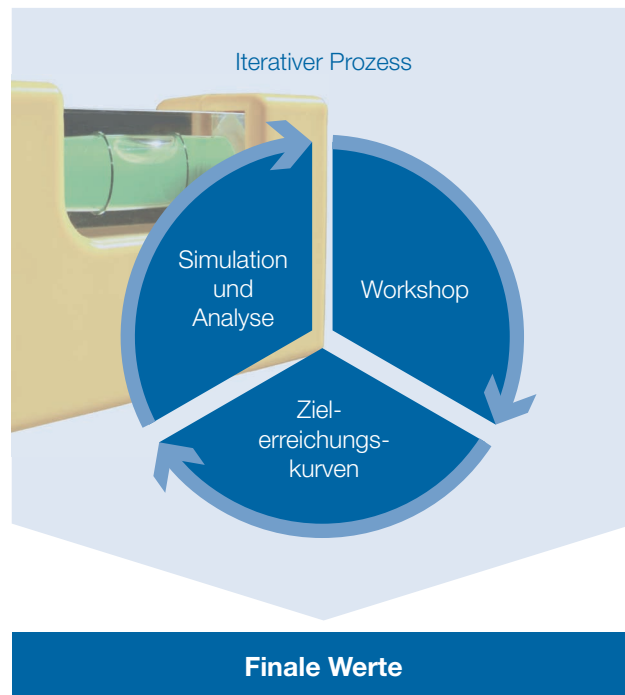 Iterativer Prozess
Simulation
und
Analyse
Workshop
Ziel-
erreichungs-
kurven
Finale Werte